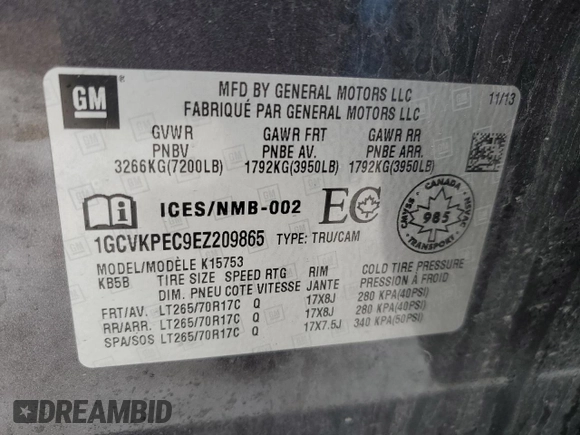 GM
MFD BY GENERAL MOTORS LLC
FABRIQUÉ PAR GENERAL MOTORS LLC
11/13
GVWR GAWR FRT GAWR RR
PNBV PNBE AV. PNBE ARR.
3266KG(7200LB) 1792KG(3950LB) 1792KG(3950LB)
ICES/NMB-002 EC
CANADA
CMVSS NSVAC
985
TRANSPORT
1GCVKPEC9EZ209865 TYPE: TRU/CAM
MODEL/MODÈLE K15753
KB5B TIRE SIZE SPEED RTG RIM COLD TIRE PRESSURE
DIM. PNEU COTE VITESSE JANTE PRESSION À FROID
FRT/AV. LT265/70R17C Q 17X8J 280 KPA(40PSI)
RR/ARR. LT265/70R17C Q 17X8J 280 KPA(40PSI)
SPA/SOS LT265/70R17C Q 17X7.5J 340 KPA(50PSI)
DREAMBID